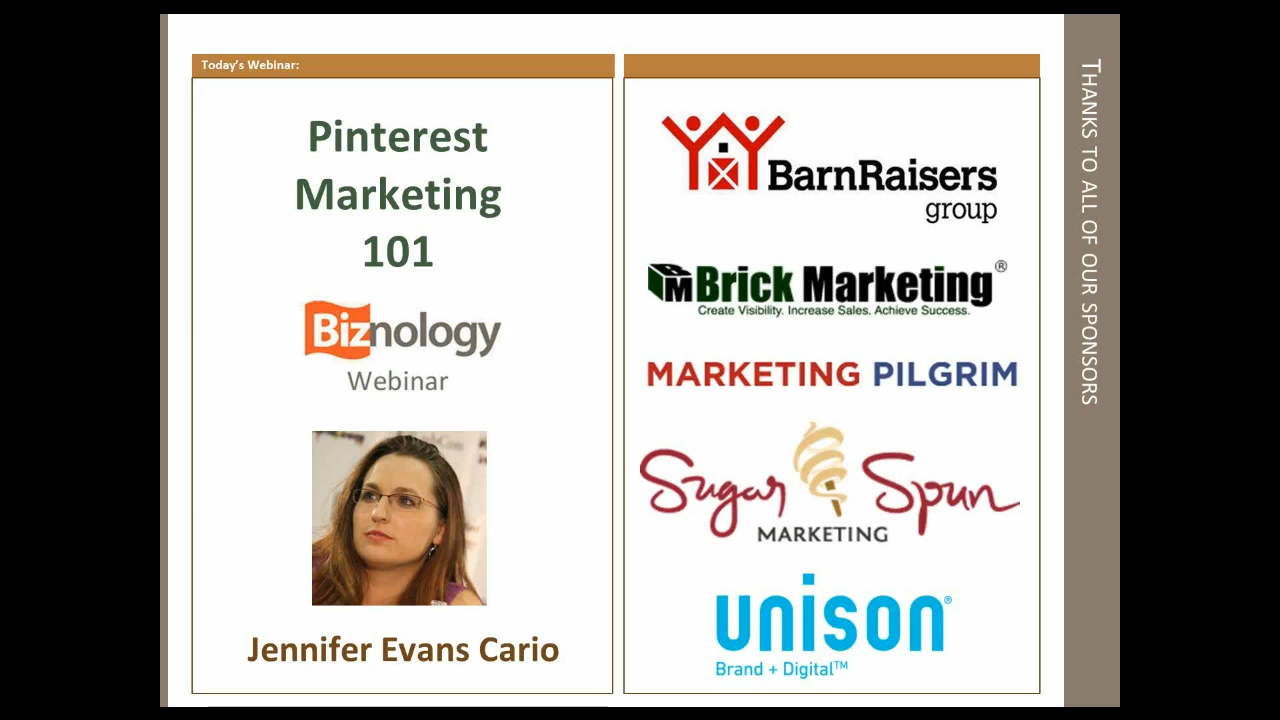 Today's Webinar:
Pinterest
Marketing
101
Biznology
Webinar
Jennifer Evans Cario
BarnRaisers
group
BM Brick Marketing®
Create Visibility. Increase Sales. Achieve Success.
MARKETING PILGRIM
Sugar Spun
MARKETING
unison®
Brand + Digital™
THANKS TO ALL OF OUR SPONSORS